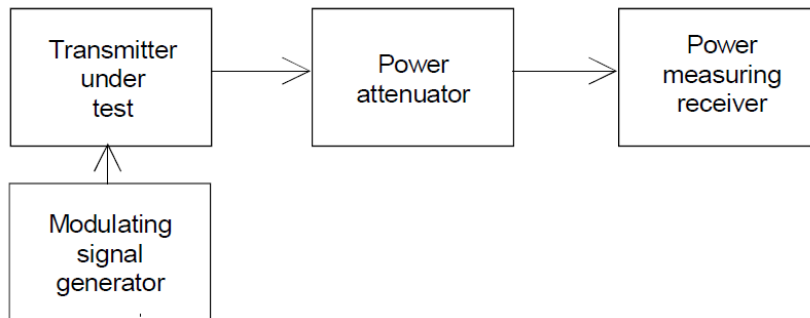 Transmitter
under
test
Power
attenuator
Power
measuring
receiver
Modulating
signal
generator